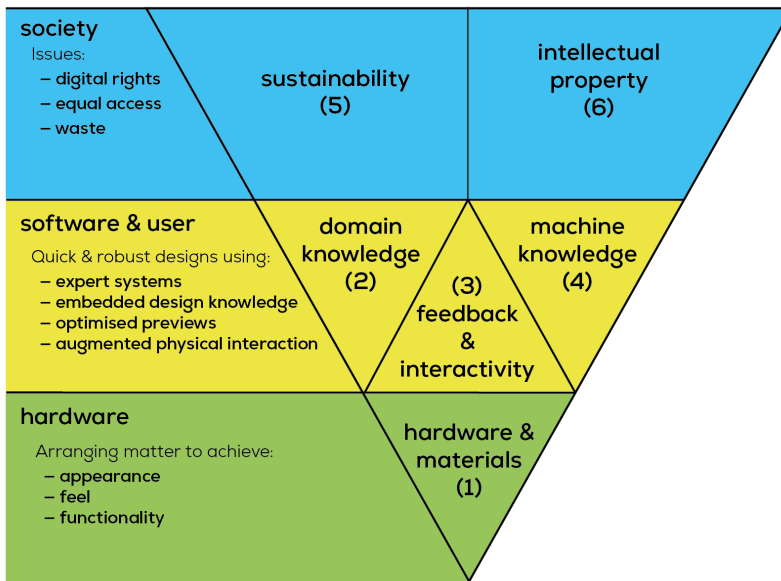 society
Issues:
– digital rights
– equal access
– waste
sustainability
(5)
intellectual
property
(6)
software & user
Quick & robust designs using:
– expert systems
– embedded design knowledge
– optimised previews
– augmented physical interaction
domain
knowledge
(2)
(3)
feedback
&
interactivity
machine
knowledge
(4)
hardware
Arranging matter to achieve:
– appearance
– feel
– functionality
hardware &
materials
(1)